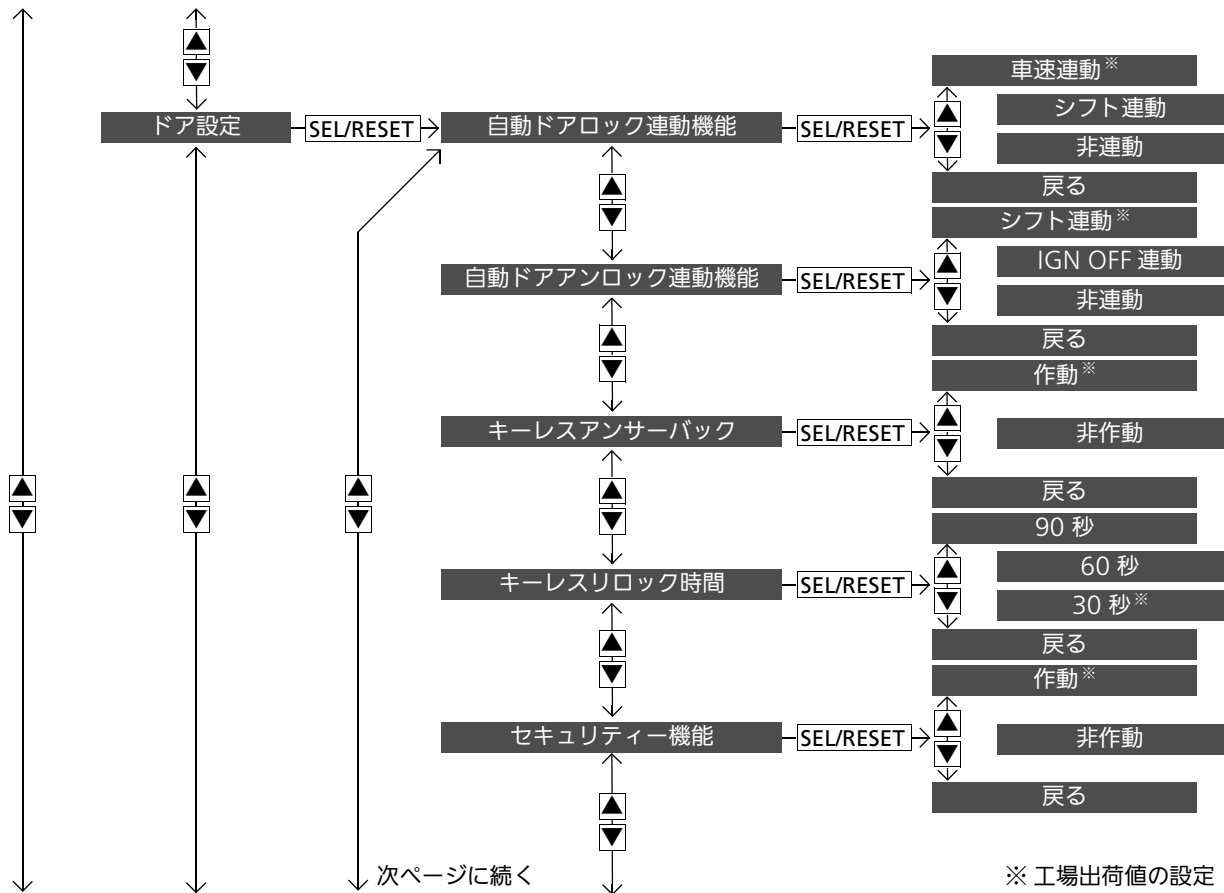 車速連動※
ドア設定 SEL/RESET 自動ドアロック連動機能 SEL/RESET シフト連動
非連動
戻る
シフト連動※
自動ドアアンロック連動機能 SEL/RESET IGN OFF 連動
非連動
戻る
作動※
キーレスアンサーバック SEL/RESET 非作動
戻る
90 秒
キーレスリロック時間 SEL/RESET 60 秒
30 秒※
戻る
作動※
セキュリティー機能 SEL/RESET 非作動
戻る
次ページに続く
※ 工場出荷値の設定